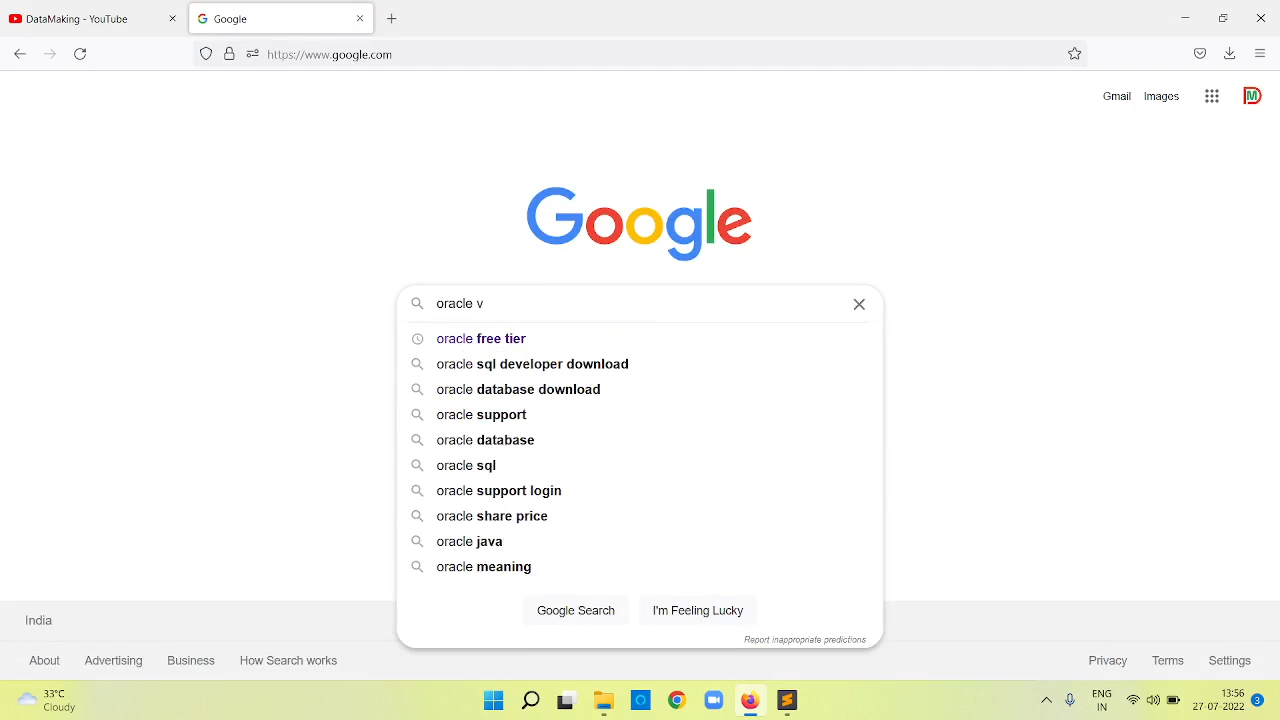 DataMaking - YouTube
Google
https://www.google.com
Gmail
Images
Google
oracle v
oracle free tier
oracle sql developer download
oracle database download
oracle support
oracle database
oracle sql
oracle support login
oracle share price
oracle java
oracle meaning
Google Search
I'm Feeling Lucky
Report inappropriate predictions
India
About
Advertising
Business
How Search works
Privacy
Terms
Settings
33°C
Cloudy
ENG
IN
13:56
27-07-2022
3